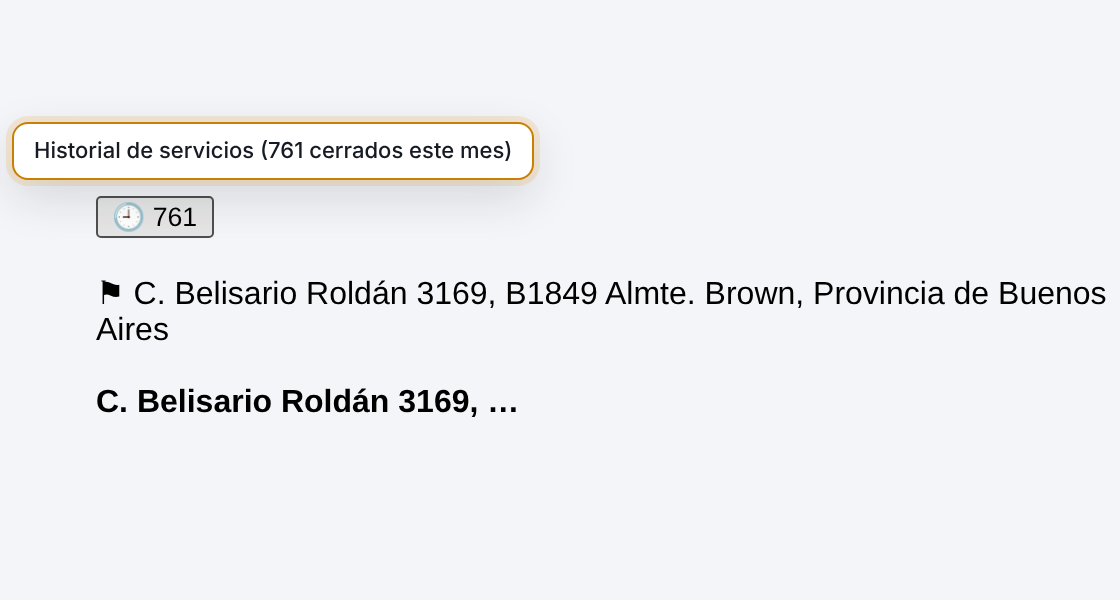 Historial de servicios (761 cerrados este mes)
🕘 761
⚑ C. Belisario Roldán 3169, B1849 Almte. Brown, Provincia de Buenos
Aires
C. Belisario Roldán 3169, …